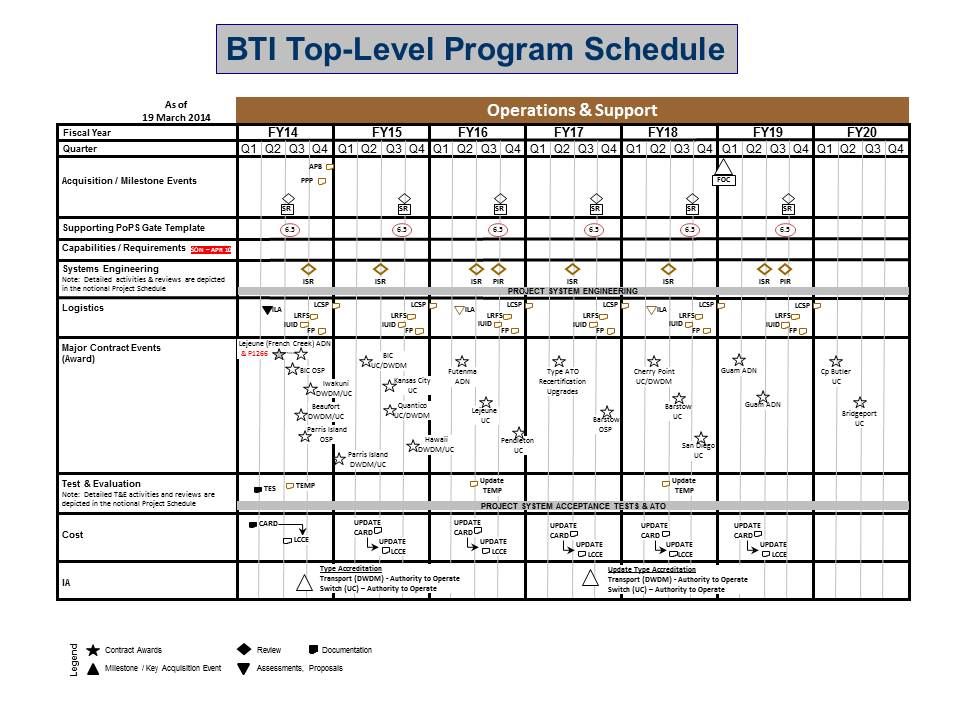 BTI Top-Level Program Schedule
As of
19 March 2014
Operations & Support
Fiscal Year FY14 FY15 FY16 FY17 FY18 FY19 FY20
Quarter Q1 Q2 Q3 Q4 Q1 Q2 Q3 Q4 Q1 Q2 Q3 Q4 Q1 Q2 Q3 Q4 Q1 Q2 Q3 Q4 Q1 Q2 Q3 Q4 Q1 Q2 Q3 Q4
APB
Acquisition / Milestone Events PPP FOC
SR SR SR SR SR SR
Supporting PoPS Gate Template 6.3 6.3 6.3 6.3 6.3 6.3
Capabilities / Requirements SON – APR 10
Systems Engineering
Note: Detailed activities & reviews are depicted
in the notional Project Schedule
ISR ISR ISR PIR ISR ISR ISR PIR
PROJECT SYSTEM ENGINEERING
Logistics
LCSP LCSP LCSP LCSP LCSP LCSP
ILA ILA ILA
LRFS LRFS LRFS LRFS LRFS LRFS
IUID IUID IUID IUID IUID IUID
FP FP FP FP FP FP
Major Contract Events
(Award)
Lejeune (French Creek) ADN
& P1266
BIC OSP
Iwakuni
DWDM/UC
Beaufort
DWDM/UC
Parris Island
OSP
BIC
UC/DWDM
Kansas City
UC
Quantico
UC/DWDM
Hawaii
DWDM/UC
Parris Island
DWDM/UC
Futenma
ADN
Lejeune
UC
Pendleton
UC
Type ATO
Recertification
Upgrades
Barstow
OSP
Cherry Point
UC/DWDM
Barstow
UC
San Diego
UC
Guam ADN
Guam ADN
Cp Butler
UC
Bridgeport
UC
Test & Evaluation
Note: Detailed T&E activities and reviews are
depicted in the notional Project Schedule
TES TEMP
Update
TEMP
Update
TEMP
PROJECT SYSTEM ACCEPTANCE TESTS & ATO
Cost
CARD
LCCE
UPDATE
CARD
UPDATE
LCCE
UPDATE
CARD
UPDATE
LCCE
UPDATE
CARD
UPDATE
LCCE
UPDATE
CARD
UPDATE
LCCE
UPDATE
CARD
UPDATE
LCCE
IA
Type Accreditation
Transport (DWDM) - Authority to Operate
Switch (UC) – Authority to Operate
Update Type Accreditation
Transport (DWDM) - Authority to Operate
Switch (UC) – Authority to Operate
Legend
Contract Awards Review Documentation
Milestone / Key Acquisition Event Assessments, Proposals